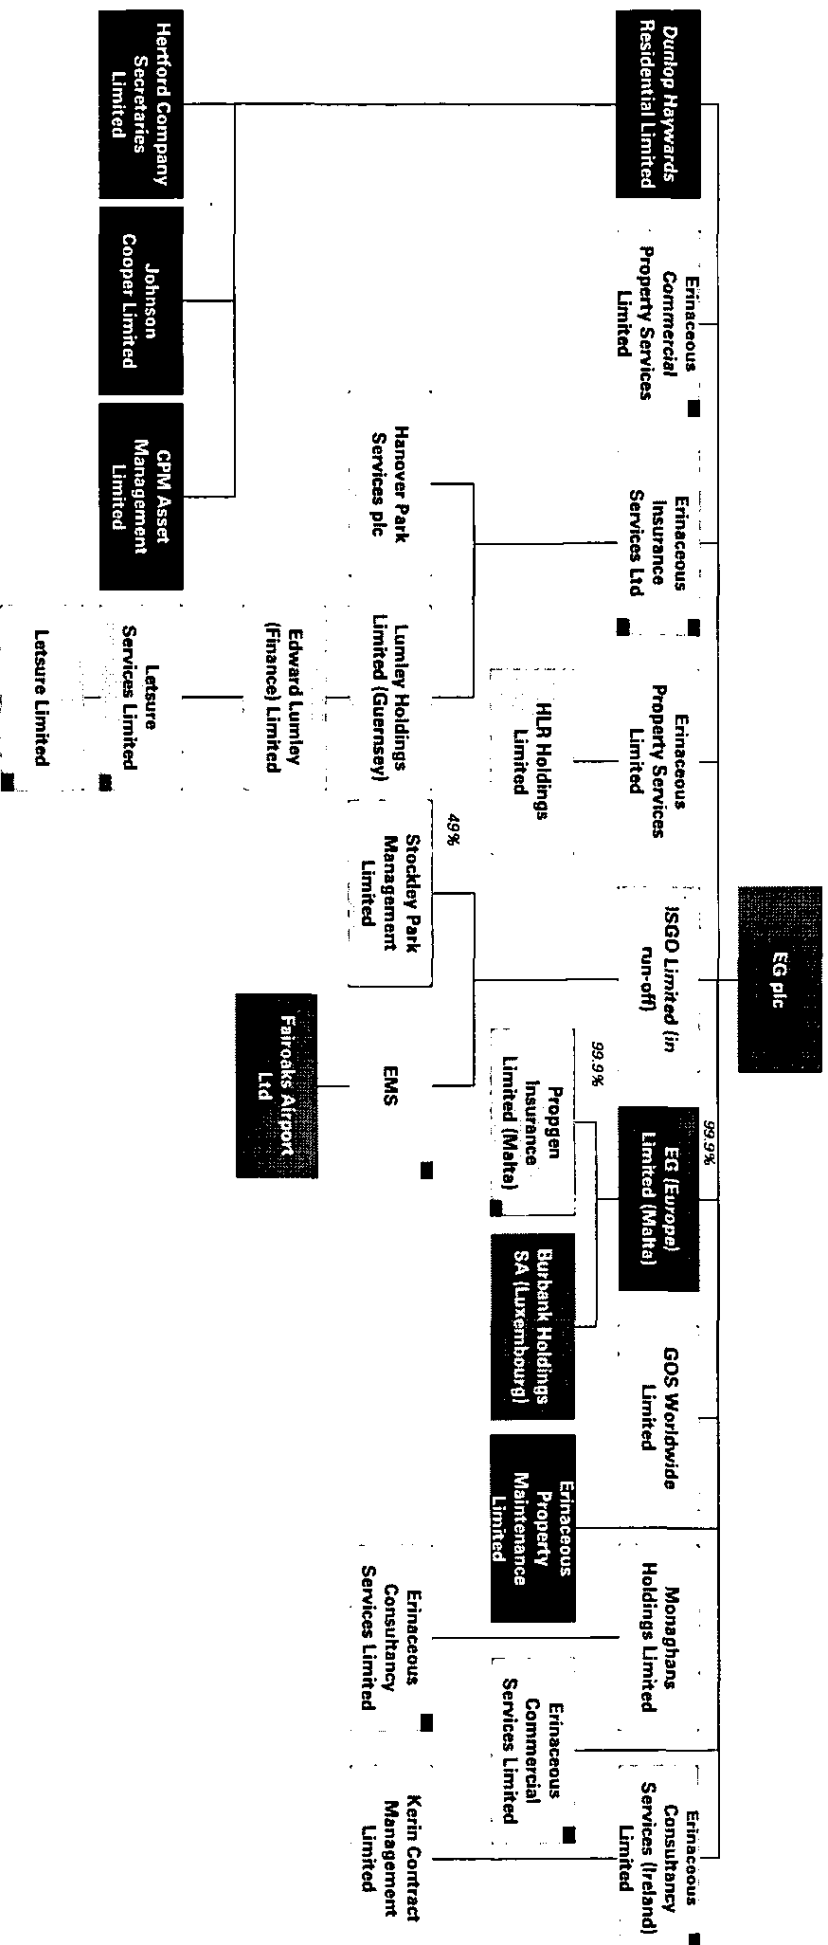 EG plc
Dunlop Haywards
Residential Limited
Erinaceous
Commercial
Property Services
Limited
Erinaceous
Insurance
Services Ltd
Erinaceous
Property Services
Limited
ISGO Limited (in
run-off)
99.9%
EG (Europe)
Limited (Malta)
GOS Worldwide
Limited
Monaghans
Holdings Limited
Erinaceous
Consultancy
Services (Ireland)
Limited
HLR Holdings
Limited
99.9%
Propgen
Insurance
Limited (Malta)
Burbank Holdings
SA (Luxembourg)
Erinaceous
Property
Maintenance
Limited
Erinaceous
Commercial
Services Limited
Hanover Park
Services plc
Lumley Holdings
Limited (Guernsey)
49%
Stockley Park
Management
Limited
EMS
Erinaceous
Consultancy
Services Limited
Kerin Contract
Management
Limited
Edward Lumley
(Finance) Limited
Fairoaks Airport
Ltd
Hertford Company
Secretaries
Limited
Johnson
Cooper Limited
CPM Asset
Management
Limited
Letsure
Services Limited
Letsure Limited